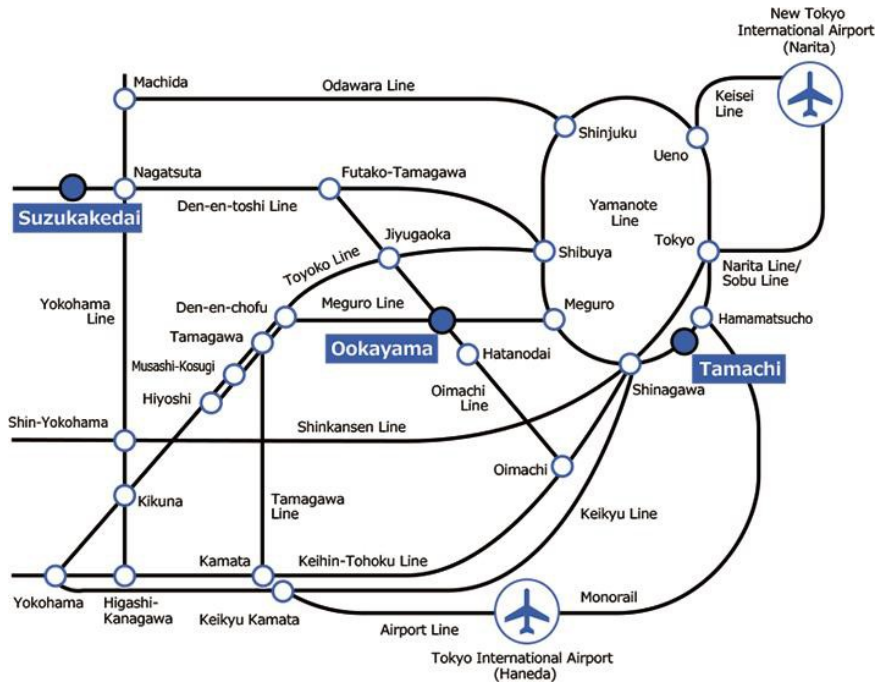 New Tokyo
International Airport
(Narita)
Machida
Odawara Line
Keisei
Line
Shinjuku
Ueno
Nagatsuta
Futako-Tamagawa
Suzukakedai
Den-en-toshi Line
Yamanote
Line
Jiyugaoka
Tokyo
Toyoko Line
Shibuya
Narita Line/
Sobu Line
Yokohama
Line
Den-en-chofu
Meguro Line
Meguro
Hamamatsucho
Tamagawa
Ookayama
Hatanodai
Tamachi
Musashi-Kosugi
Hiyoshi
Oimachi
Line
Shinagawa
Shin-Yokohama
Shinkansen Line
Oimachi
Kikuna
Tamagawa
Line
Keikyu Line
Kamata
Keihin-Tohoku Line
Yokohama
Higashi-
Kanagawa
Keikyu Kamata
Monorail
Airport Line
Tokyo International Airport
(Haneda)